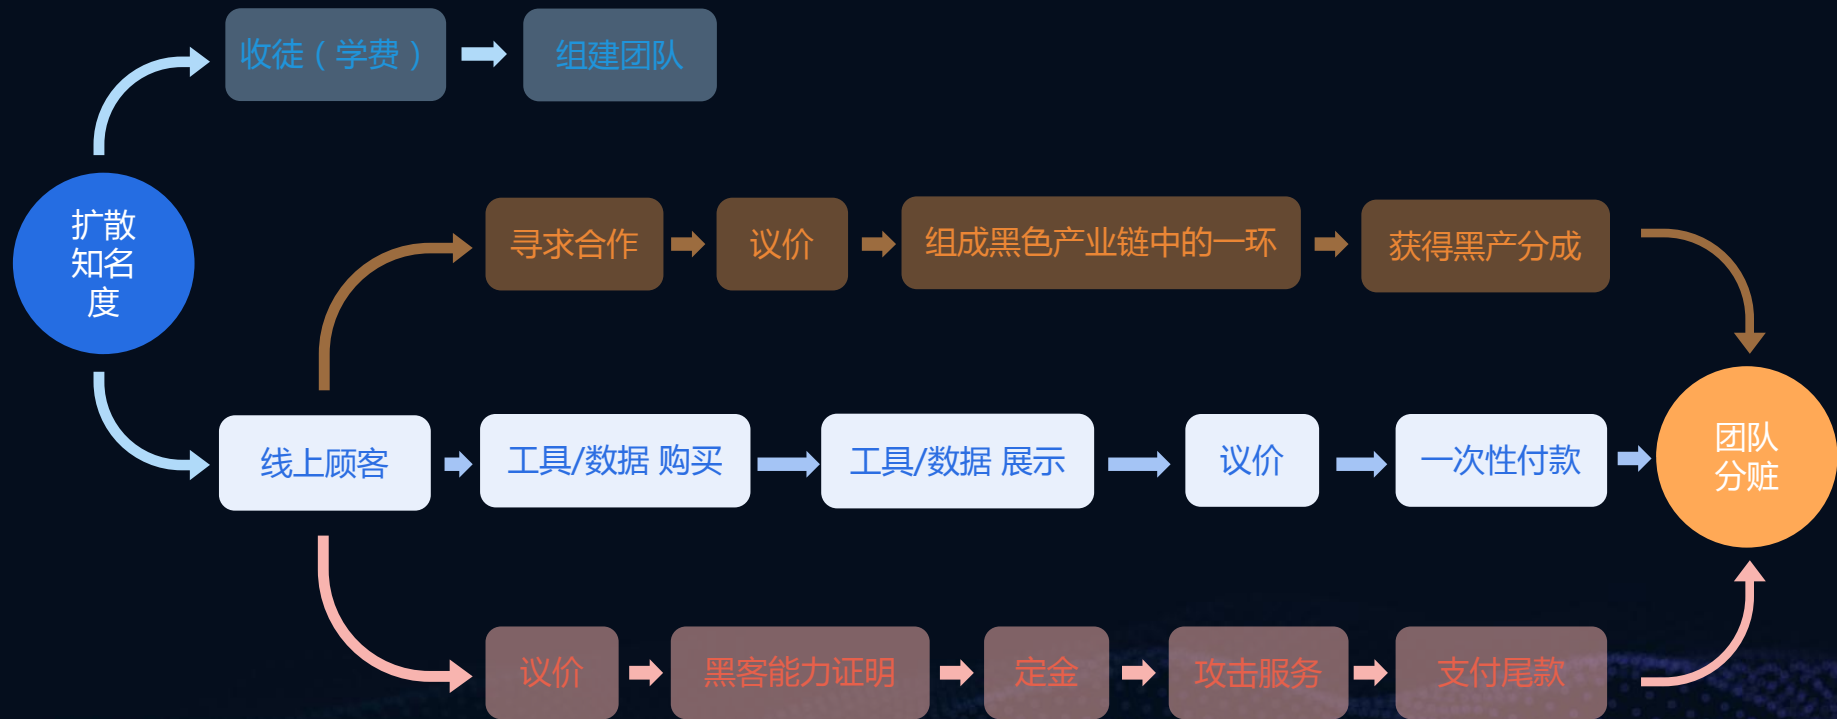 收徒（学费）
组建团队
扩散
知名
度
寻求合作
议价
组成黑色产业链中的一环
获得黑产分成
线上顾客
工具/数据 购买
工具/数据 展示
议价
一次性付款
团队
分赃
议价
黑客能力证明
定金
攻击服务
支付尾款